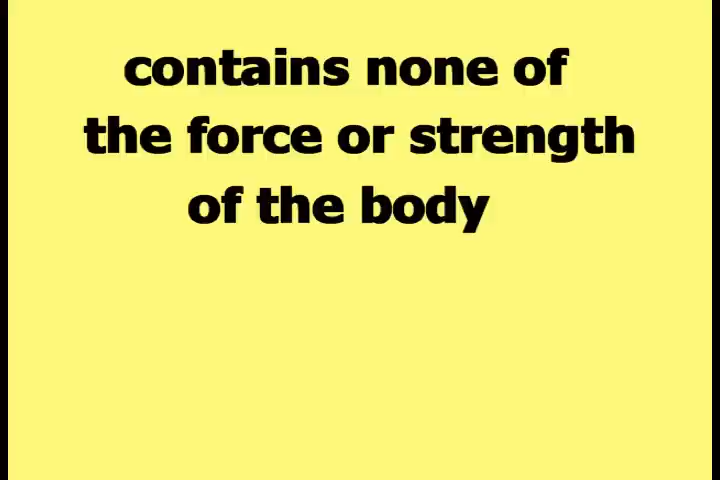 contains none of
the force or strength
of the body